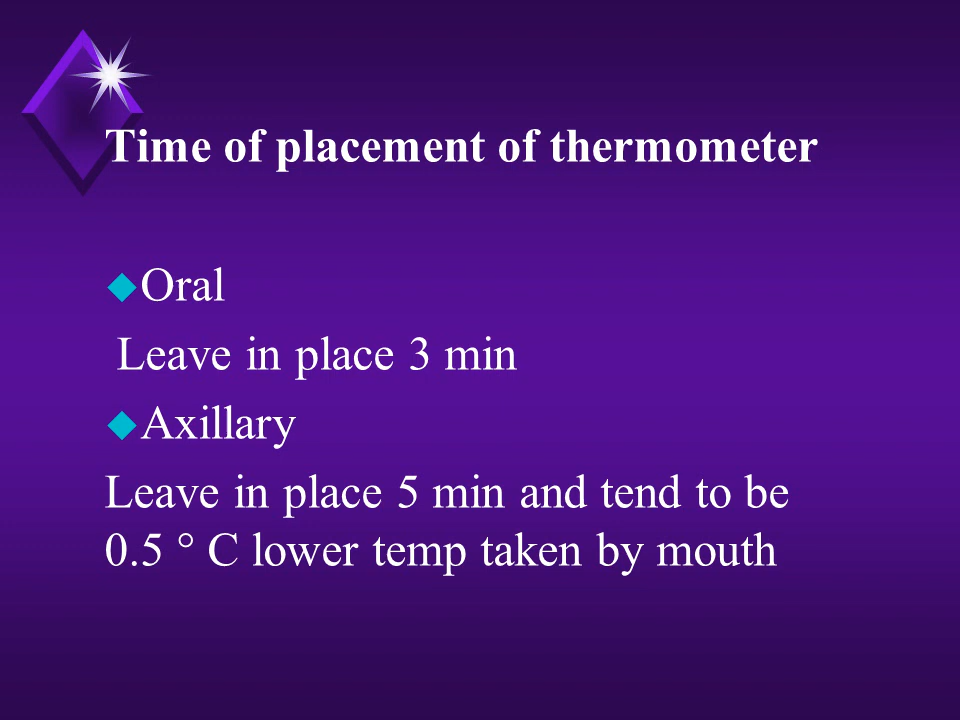 Time of placement of thermometer
Oral
Leave in place 3 min
Axillary
Leave in place 5 min and tend to be
0.5 ° C lower temp taken by mouth